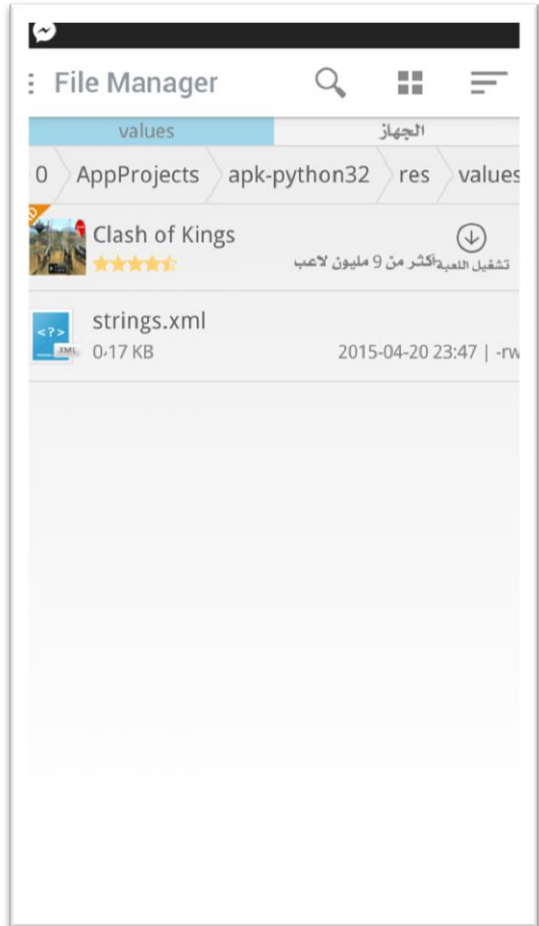 File Manager
values الجهاز
0 AppProjects apk-python32 res values
Clash of Kings
أكثر من 9 مليون لاعب تشغيل اللعبة
strings.xml
XML
0٫17 KB 2015-04-20 23:47 | -rw